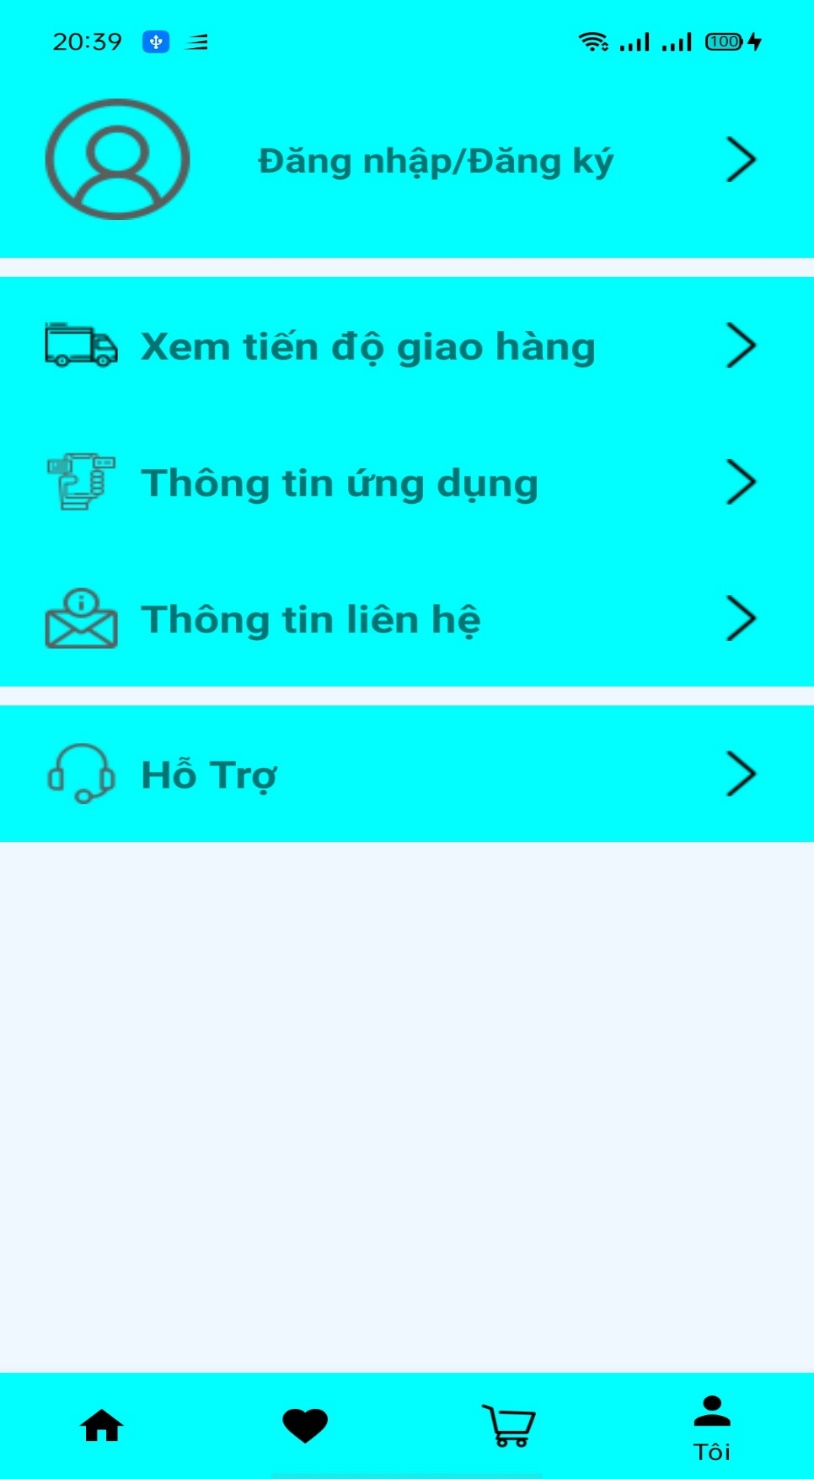 20:39
100
Đăng nhập/Đăng ký
Xem tiến độ giao hàng
Thông tin ứng dụng
Thông tin liên hệ
Hỗ Trợ
Tôi